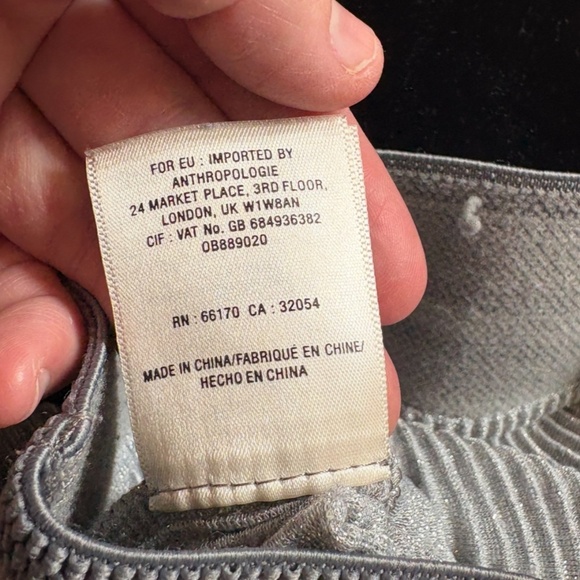 FOR EU : IMPORTED BY
ANTHROPOLOGIE
24 MARKET PLACE, 3RD FLOOR,
LONDON, UK W1W8AN
CIF : VAT No. GB 684936382
OB889020
RN : 66170 CA : 32054
MADE IN CHINA/FABRIQUÉ EN CHINE/
HECHO EN CHINA